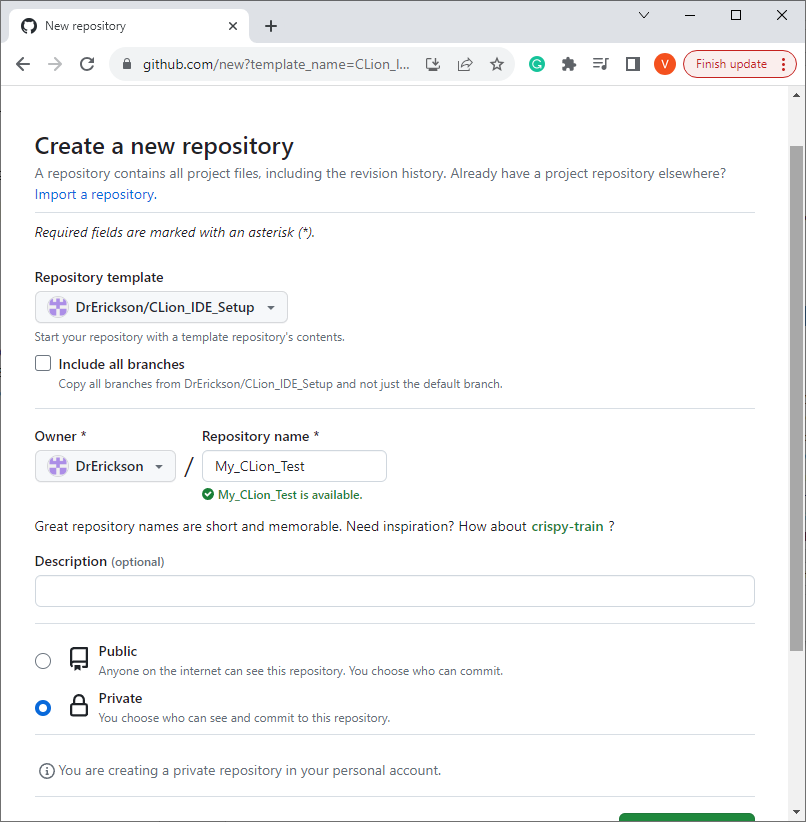 New repository
github.com/new?template_name=CLion_I...
V
Finish update
Create a new repository
A repository contains all project files, including the revision history. Already have a project repository elsewhere?
Import a repository.
Required fields are marked with an asterisk (*).
Repository template
DrErickson/CLion_IDE_Setup
Start your repository with a template repository's contents.
Include all branches
Copy all branches from DrErickson/CLion_IDE_Setup and not just the default branch.
Owner * Repository name *
DrErickson / My_CLion_Test
My_CLion_Test is available.
Great repository names are short and memorable. Need inspiration? How about crispy-train ?
Description (optional)
Public
Anyone on the internet can see this repository. You choose who can commit.
Private
You choose who can see and commit to this repository.
You are creating a private repository in your personal account.